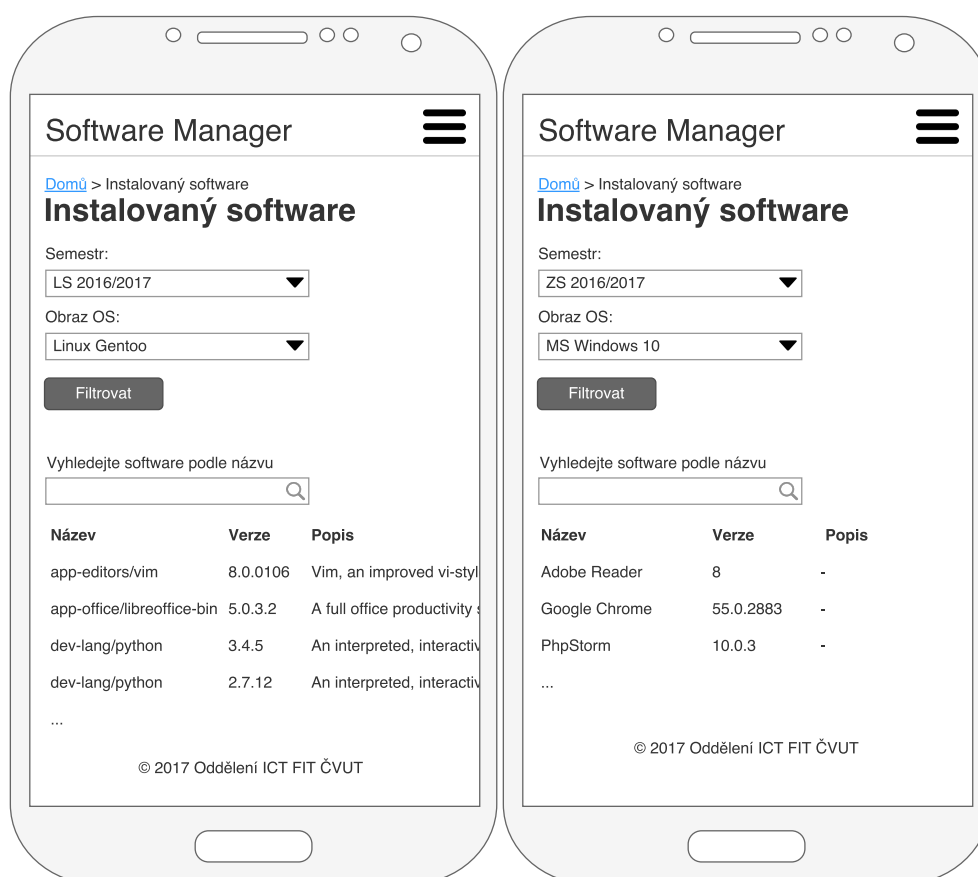 Software Manager
Domů > Instalovaný software
Instalovaný software
Semestr:
LS 2016/2017
Obraz OS:
Linux Gentoo
Filtrovat
Vyhledejte software podle názvu
Název Verze Popis
app-editors/vim 8.0.0106 Vim, an improved vi-styl
app-office/libreoffice-bin 5.0.3.2 A full office productivity s
dev-lang/python 3.4.5 An interpreted, interactiv
dev-lang/python 2.7.12 An interpreted, interactiv
...
© 2017 Oddělení ICT FIT ČVUT
Software Manager
Domů > Instalovaný software
Instalovaný software
Semestr:
ZS 2016/2017
Obraz OS:
MS Windows 10
Filtrovat
Vyhledejte software podle názvu
Název Verze Popis
Adobe Reader 8 -
Google Chrome 55.0.2883 -
PhpStorm 10.0.3 -
...
© 2017 Oddělení ICT FIT ČVUT